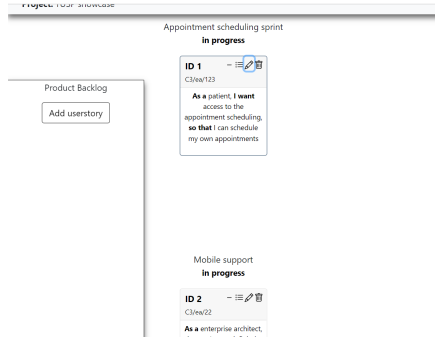 Project: TUSP showcase
Appointment scheduling sprint
in progress
ID 1
C3/ea/123
As a patient, I want
access to the
appointment scheduling,
so that I can schedule
my own appointments
Product Backlog
Add userstory
Mobile support
in progress
ID 2
C3/ea/22
As a enterprise architect,